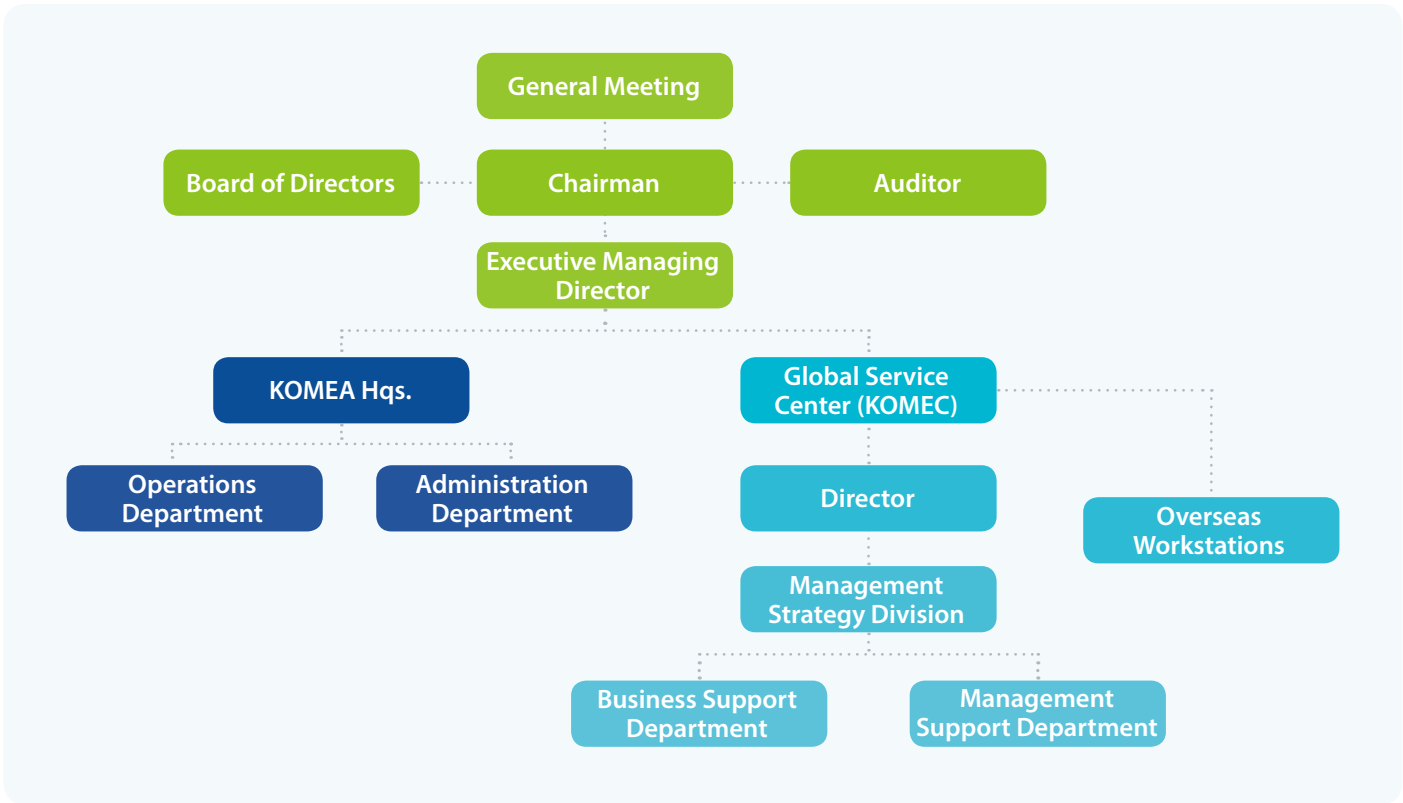 General Meeting
Board of Directors
Chairman
Auditor
Executive Managing
Director
KOMEA Hqs.
Global Service
Center (KOMEC)
Operations
Department
Administration
Department
Director
Overseas
Workstations
Management
Strategy Division
Business Support
Department
Management
Support Department